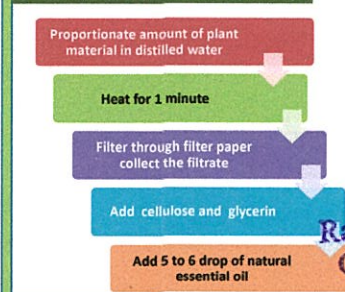 Proportionate amount of plant
material in distilled water
Heat for 1 minute
Filter through filter paper
collect the filtrate
Add cellulose and glycerin
Add 5 to 6 drop of natural
essential oil